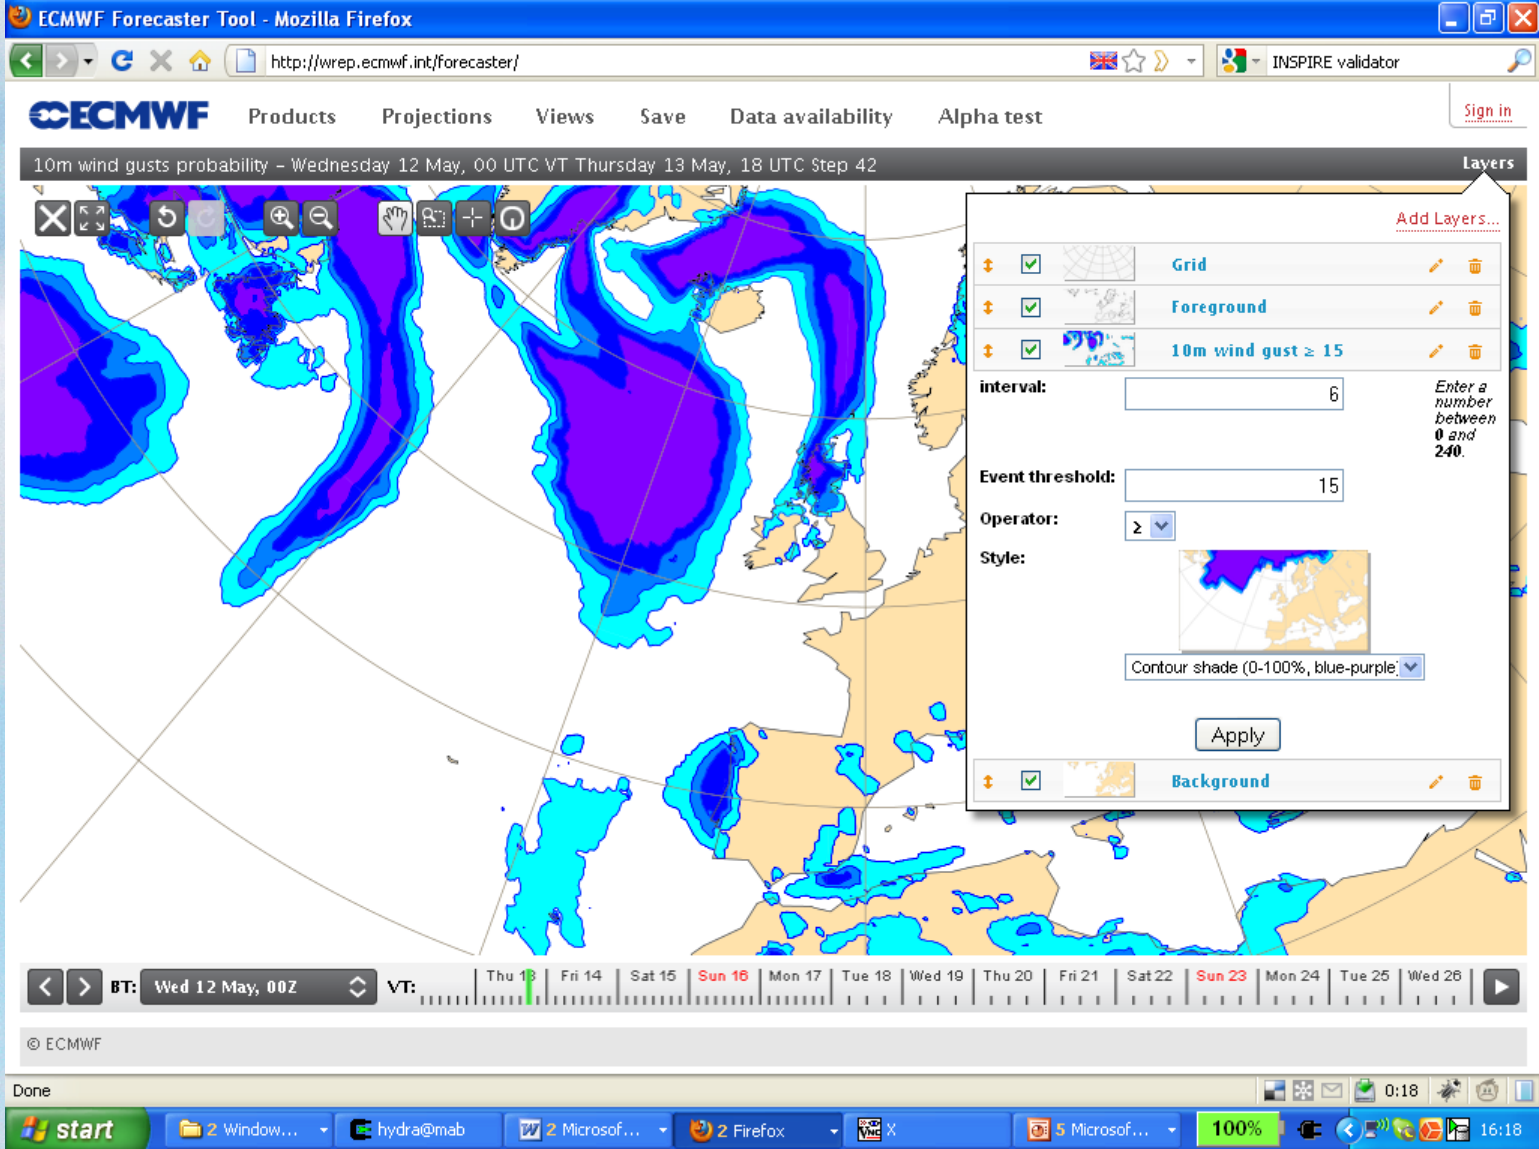 ECMWF Forecaster Tool - Mozilla Firefox
http://wrep.ecmwf.int/forecaster/
INSPIRE validator
ECMWF
Products Projections Views Save Data availability Alpha test
Sign in
10m wind gusts probability – Wednesday 12 May, 00 UTC VT Thursday 13 May, 18 UTC Step 42
Layers
Add Layers...
Grid
Foreground
10m wind gust ≥ 15
interval: 6
Enter a
number
between
0 and
240.
Event threshold: 15
Operator: ≥
Style:
Contour shade (0-100%, blue-purple)
Apply
Background
BT: Wed 12 May, 00Z VT: Thu 13 Fri 14 Sat 15 Sun 16 Mon 17 Tue 18 Wed 19 Thu 20 Fri 21 Sat 22 Sun 23 Mon 24 Tue 25 Wed 26
© ECMWF
Done
0:18
start 2 Window... hydra@mab 2 Microsof... 2 Firefox VNC X 5 Microsof... 100% 16:18